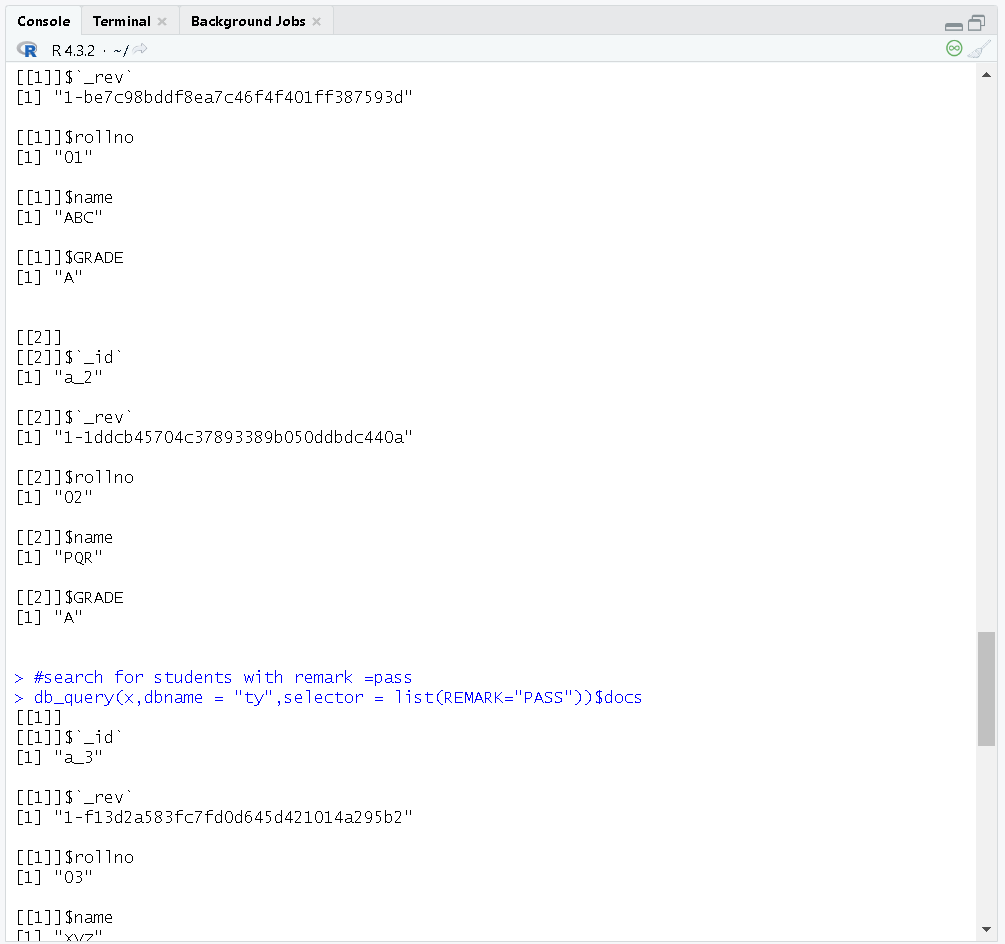 Console Terminal Background Jobs
R R 4.3.2 · ~/
[[1]]$`_rev`
[1] "1-be7c98bddf8ea7c46f4f401ff387593d"
[[1]]$rollno
[1] "01"
[[1]]$name
[1] "ABC"
[[1]]$GRADE
[1] "A"
[[2]]
[[2]]$`_id`
[1] "a_2"
[[2]]$`_rev`
[1] "1-1ddcb45704c37893389b050ddbdc440a"
[[2]]$rollno
[1] "02"
[[2]]$name
[1] "PQR"
[[2]]$GRADE
[1] "A"
> #search for students with remark =pass
> db_query(x,dbname = "ty",selector = list(REMARK="PASS"))$docs
[[1]]
[[1]]$`_id`
[1] "a_3"
[[1]]$`_rev`
[1] "1-f13d2a583fc7fd0d645d421014a295b2"
[[1]]$rollno
[1] "03"
[[1]]$name
[1] "xyz"